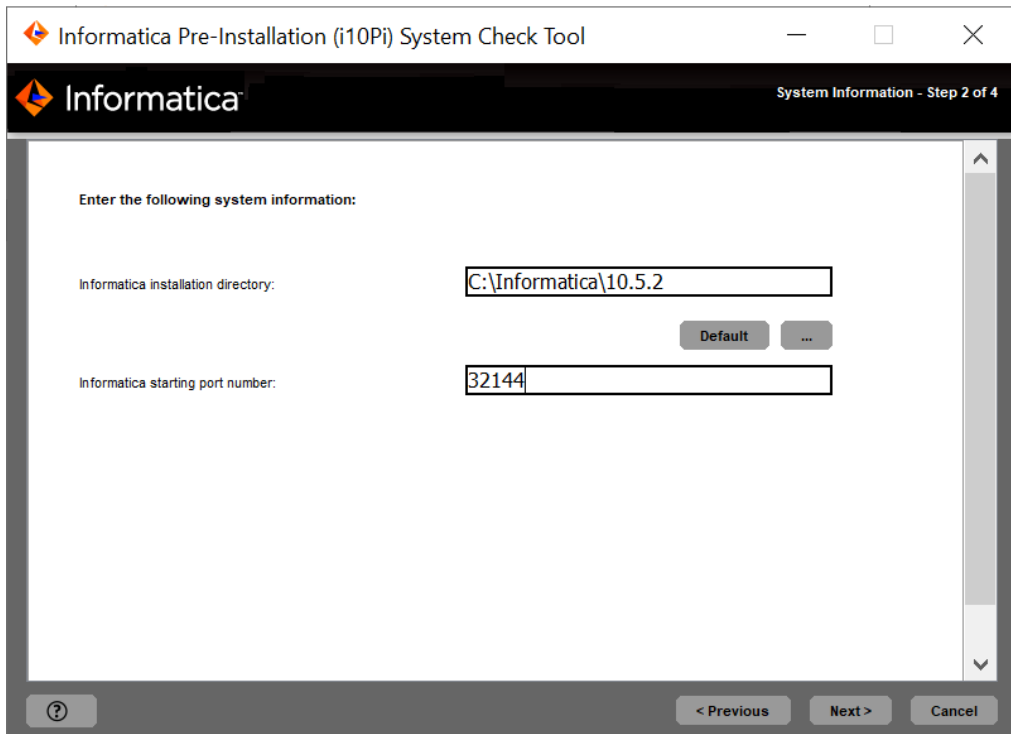 Informatica Pre-Installation (i10Pi) System Check Tool
Informatica
System Information - Step 2 of 4
Enter the following system information:
Informatica installation directory:
C:\Informatica\10.5.2
Default
...
Informatica starting port number:
32144
?
< Previous
Next >
Cancel